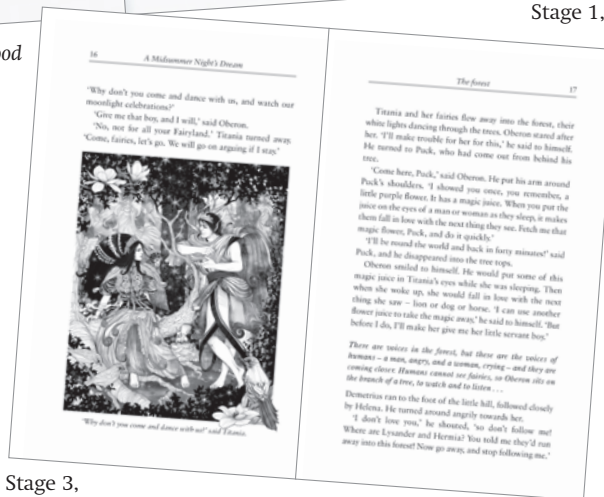 Stage 1,
ood
16
A Midsummer Night's Dream
'Why don't you come and dance with us, and watch our
moonlight celebrations?'
'Give me that boy, and I will,' said Oberon.
'No, not for all your Fairyland.' Titania turned away.
'Come, fairies, let's go. We will go on arguing if I stay.'
'Why don't you come and dance with us?' said Titania.
The forest
17
Titania and her fairies flew away into the forest, their
white lights dancing through the trees. Oberon stared after
her. 'I'll make trouble for her for this,' he said to himself.
He turned to Puck, who had come out from behind his
tree.
'Come here, Puck,' said Oberon. He put his arm around
Puck's shoulders. 'I showed you once, you remember, a
little purple flower. It has a magic juice. When you put the
juice on the eyes of a man or woman as they sleep, it makes
them fall in love with the next thing they see. Fetch me that
magic flower, Puck, and do it quickly.'
'I'll be round the world and back in forty minutes!' said
Puck, and he disappeared into the tree tops.
Oberon smiled to himself. He would put some of this
magic juice in Titania's eyes while she was sleeping. Then
when she woke up, she would fall in love with the next
thing she saw – lion or dog or horse. 'I can use another
flower juice to take the magic away,' he said to himself. 'But
before I do, I'll make her give me her little servant boy.'
There are voices in the forest, but these are the voices of
humans – a man, angry, and a woman, crying – and they are
coming closer. Humans cannot see fairies, so Oberon sits on
the branch of a tree, to watch and to listen . . .
Demetrius ran to the foot of the little hill, followed closely
by Helena. He turned around angrily towards her.
'I don't love you,' he shouted, 'so don't follow me!
Where are Lysander and Hermia? You told me they'd run
away into this forest! Now go away, and stop following me.'
Stage 3,